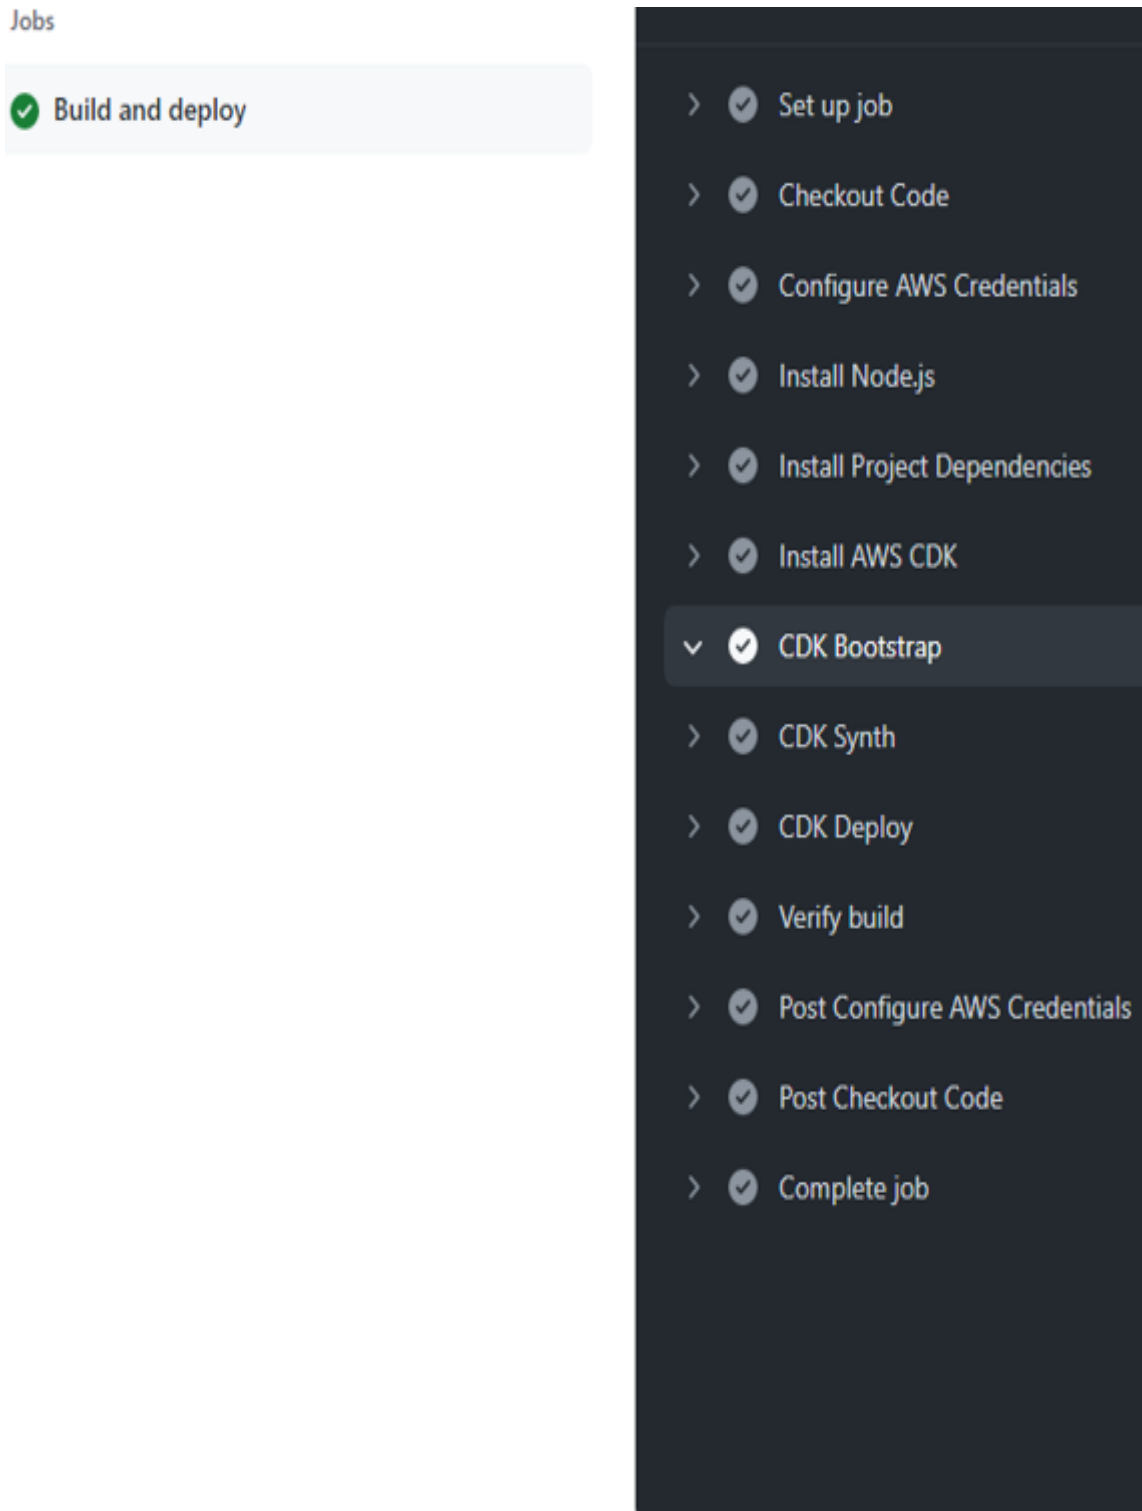 Jobs
Build and deploy
Set up job
Checkout Code
Configure AWS Credentials
Install Node.js
Install Project Dependencies
Install AWS CDK
CDK Bootstrap
CDK Synth
CDK Deploy
Verify build
Post Configure AWS Credentials
Post Checkout Code
Complete job